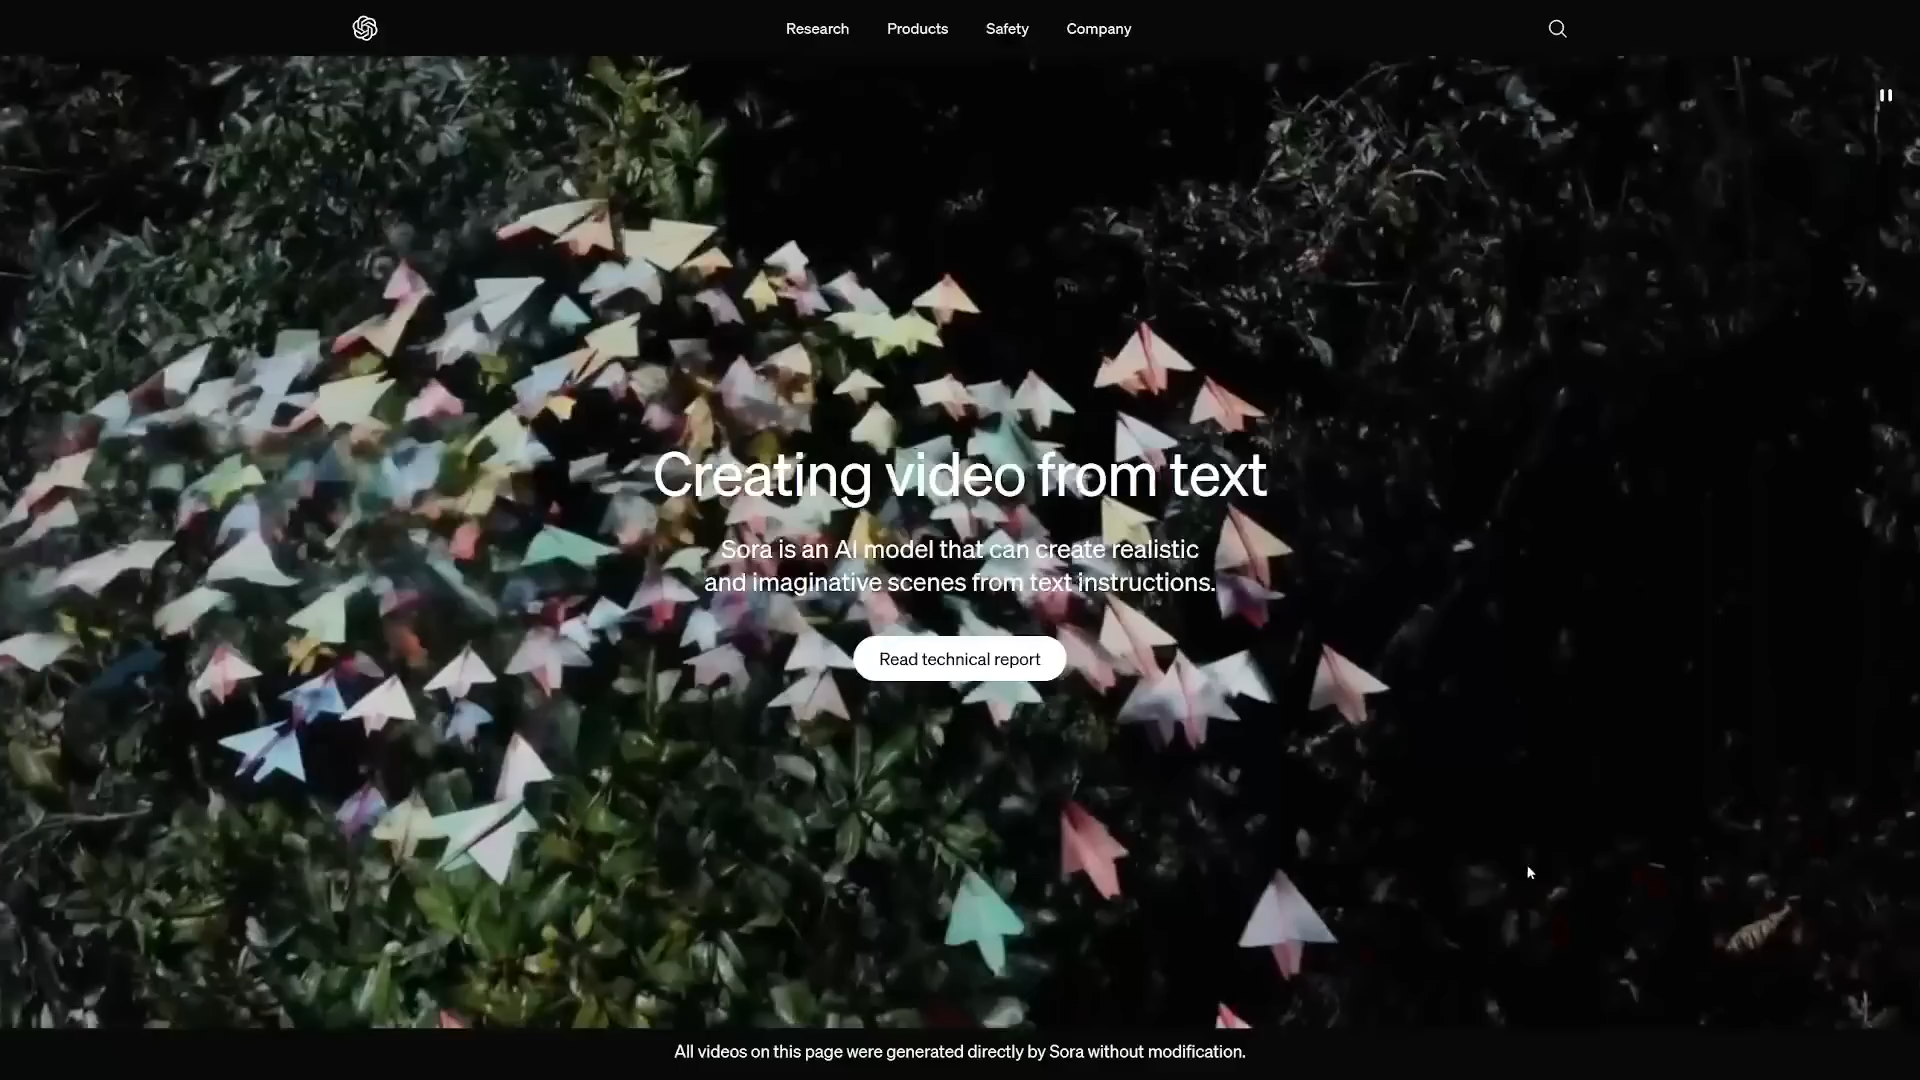 Research
Products
Safety
Company
Creating video from text
Sora is an AI model that can create realistic
and imaginative scenes from text instructions.
Read technical report
All videos on this page were generated directly by Sora without modification.